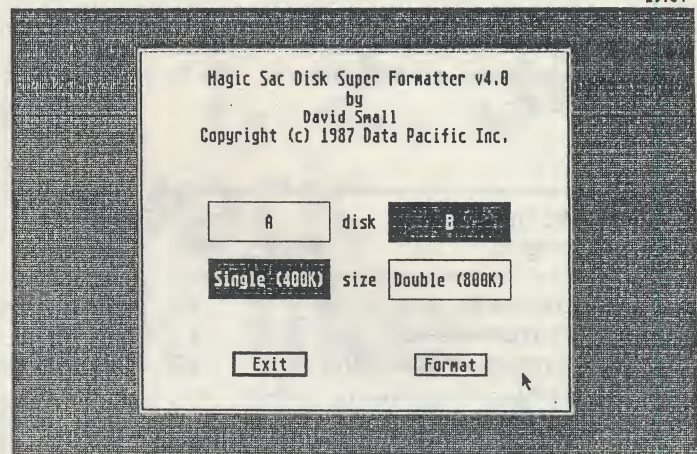 Magic Sac Disk Super Formatter v4.0
by
David Small
Copyright (c) 1987 Data Pacific Inc.
A disk B
Single (400K) size Double (800K)
Exit Format